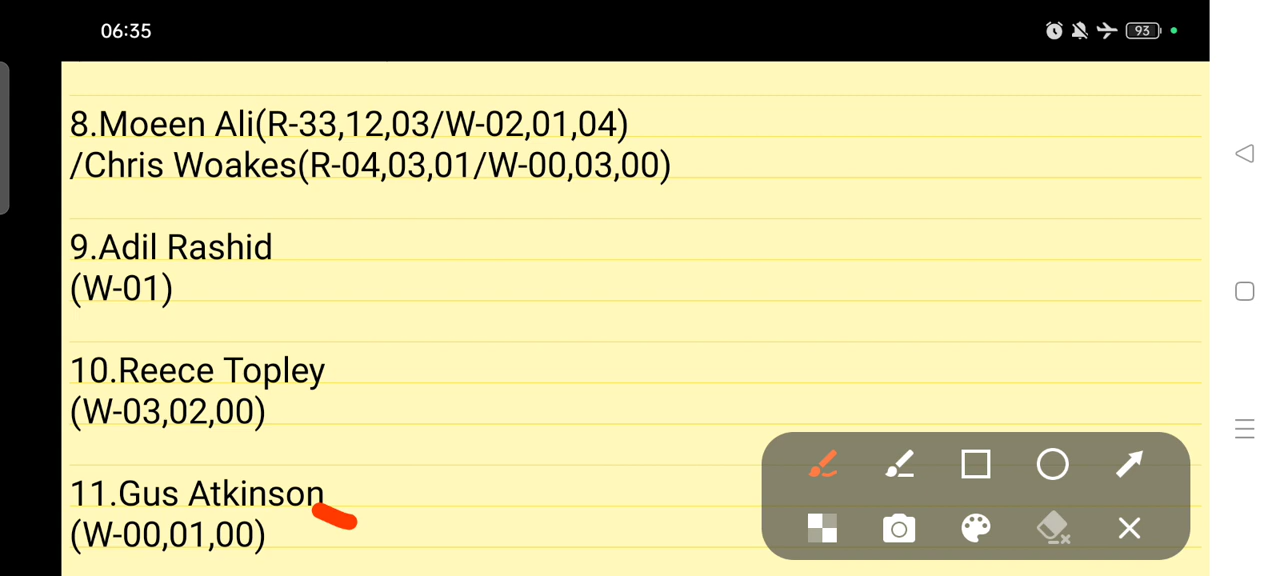 06:35
93
8.Moeen Ali(R-33,12,03/W-02,01,04)
/Chris Woakes(R-04,03,01/W-00,03,00)
9.Adil Rashid
(W-01)
10.Reece Topley
(W-03,02,00)
11.Gus Atkinson
(W-00,01,00)